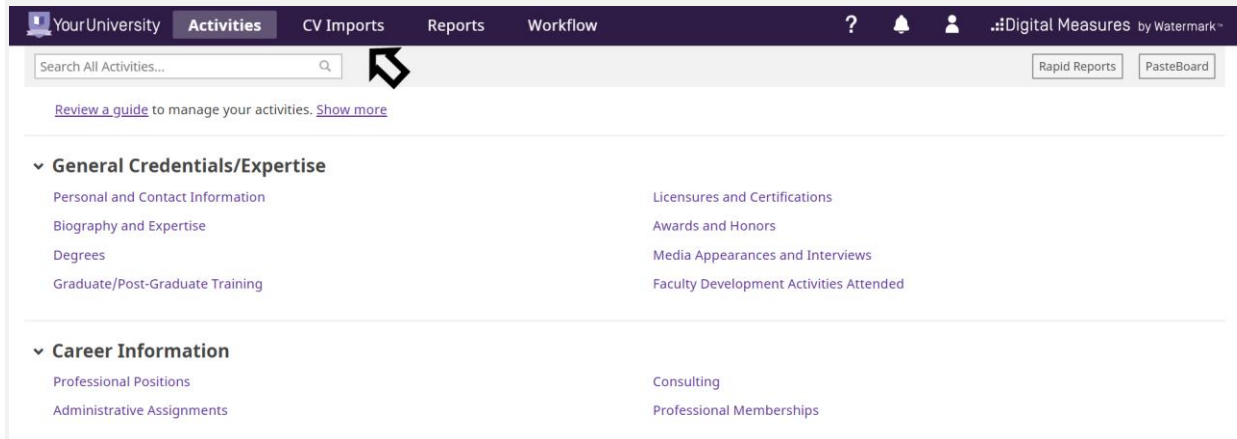 YourUniversity Activities CV Imports Reports Workflow ? .:Digital Measures by Watermark™
Search All Activities... Rapid Reports PasteBoard
Review a guide to manage your activities. Show more
General Credentials/Expertise
Personal and Contact Information
Biography and Expertise
Degrees
Graduate/Post-Graduate Training
Licensures and Certifications
Awards and Honors
Media Appearances and Interviews
Faculty Development Activities Attended
Career Information
Professional Positions
Administrative Assignments
Consulting
Professional Memberships